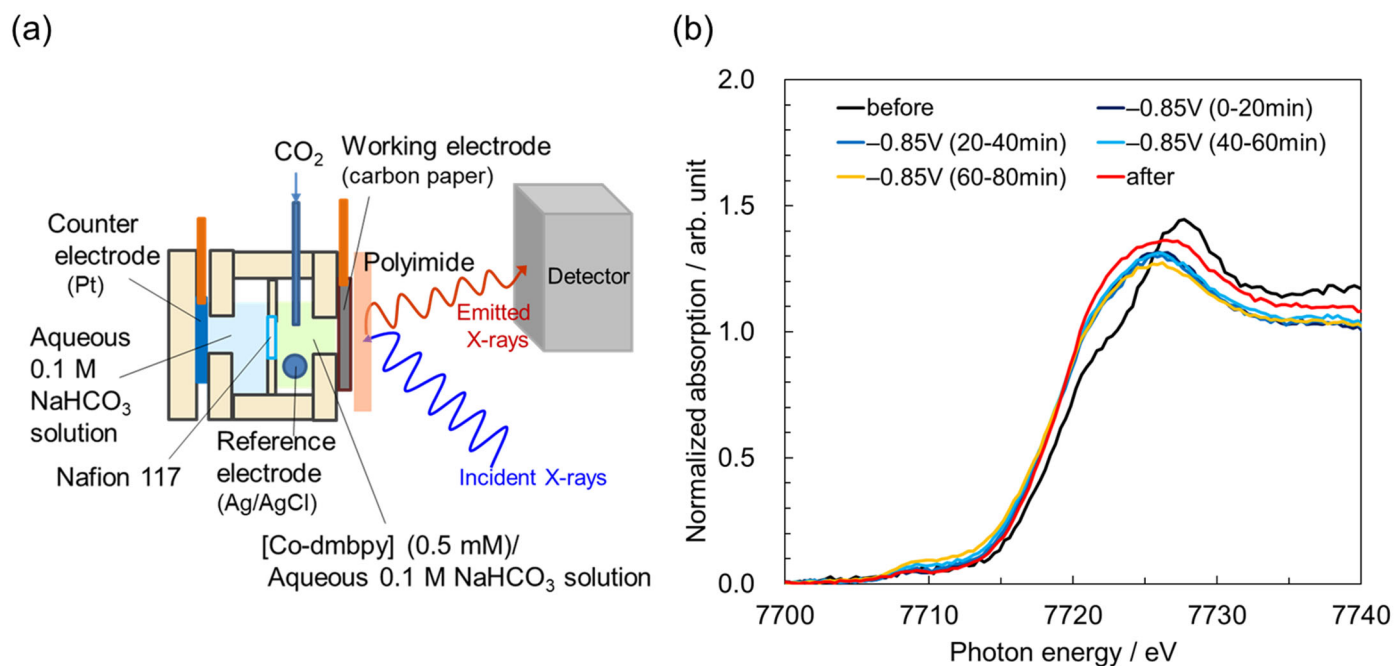 (a)
CO2
Working electrode
(carbon paper)
Counter
electrode
(Pt)
Polyimide
Detector
Emitted
X-rays
Aqueous
0.1 M
NaHCO3
solution
Reference
electrode
(Ag/AgCl)
Nafion 117
Incident X-rays
[Co-dmbpy] (0.5 mM)/
Aqueous 0.1 M NaHCO3 solution
(b)
Normalized absorption / arb. unit
2.0
1.5
1.0
0.5
0.0
before
–0.85V (0-20min)
–0.85V (20-40min)
–0.85V (40-60min)
–0.85V (60-80min)
after
7700
7710
7720
7730
7740
Photon energy / eV